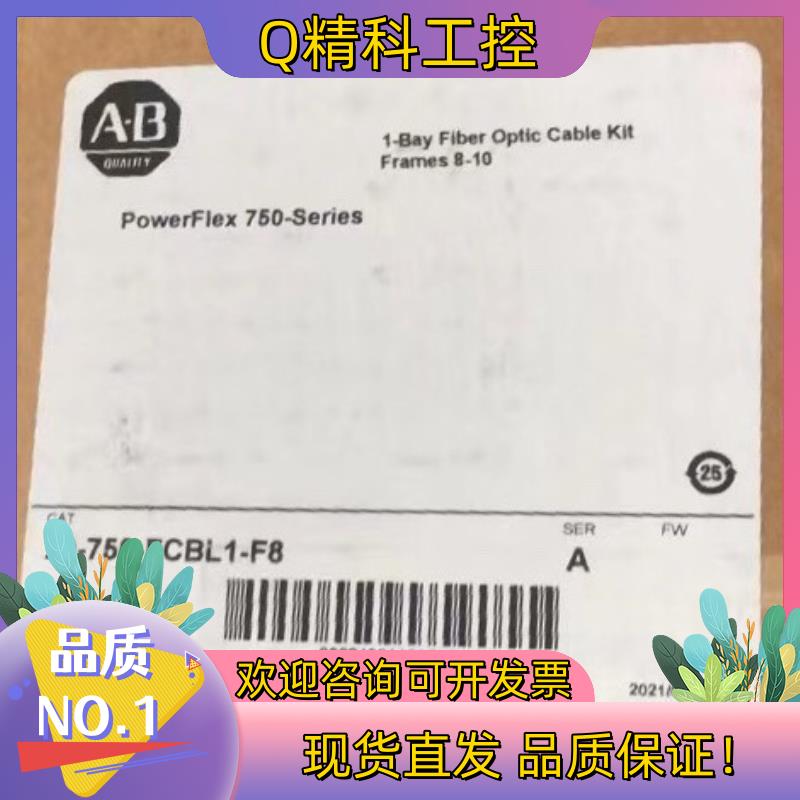 Q精科工控
A·B
QUALITY
1-Bay Fiber Optic Cable Kit
Frames 8-10
PowerFlex 750-Series
25
CAT
SER
FW
CBL1-F8
A
品质
NO.1
欢迎咨询可开发票
2021/
现货直发 品质保证！